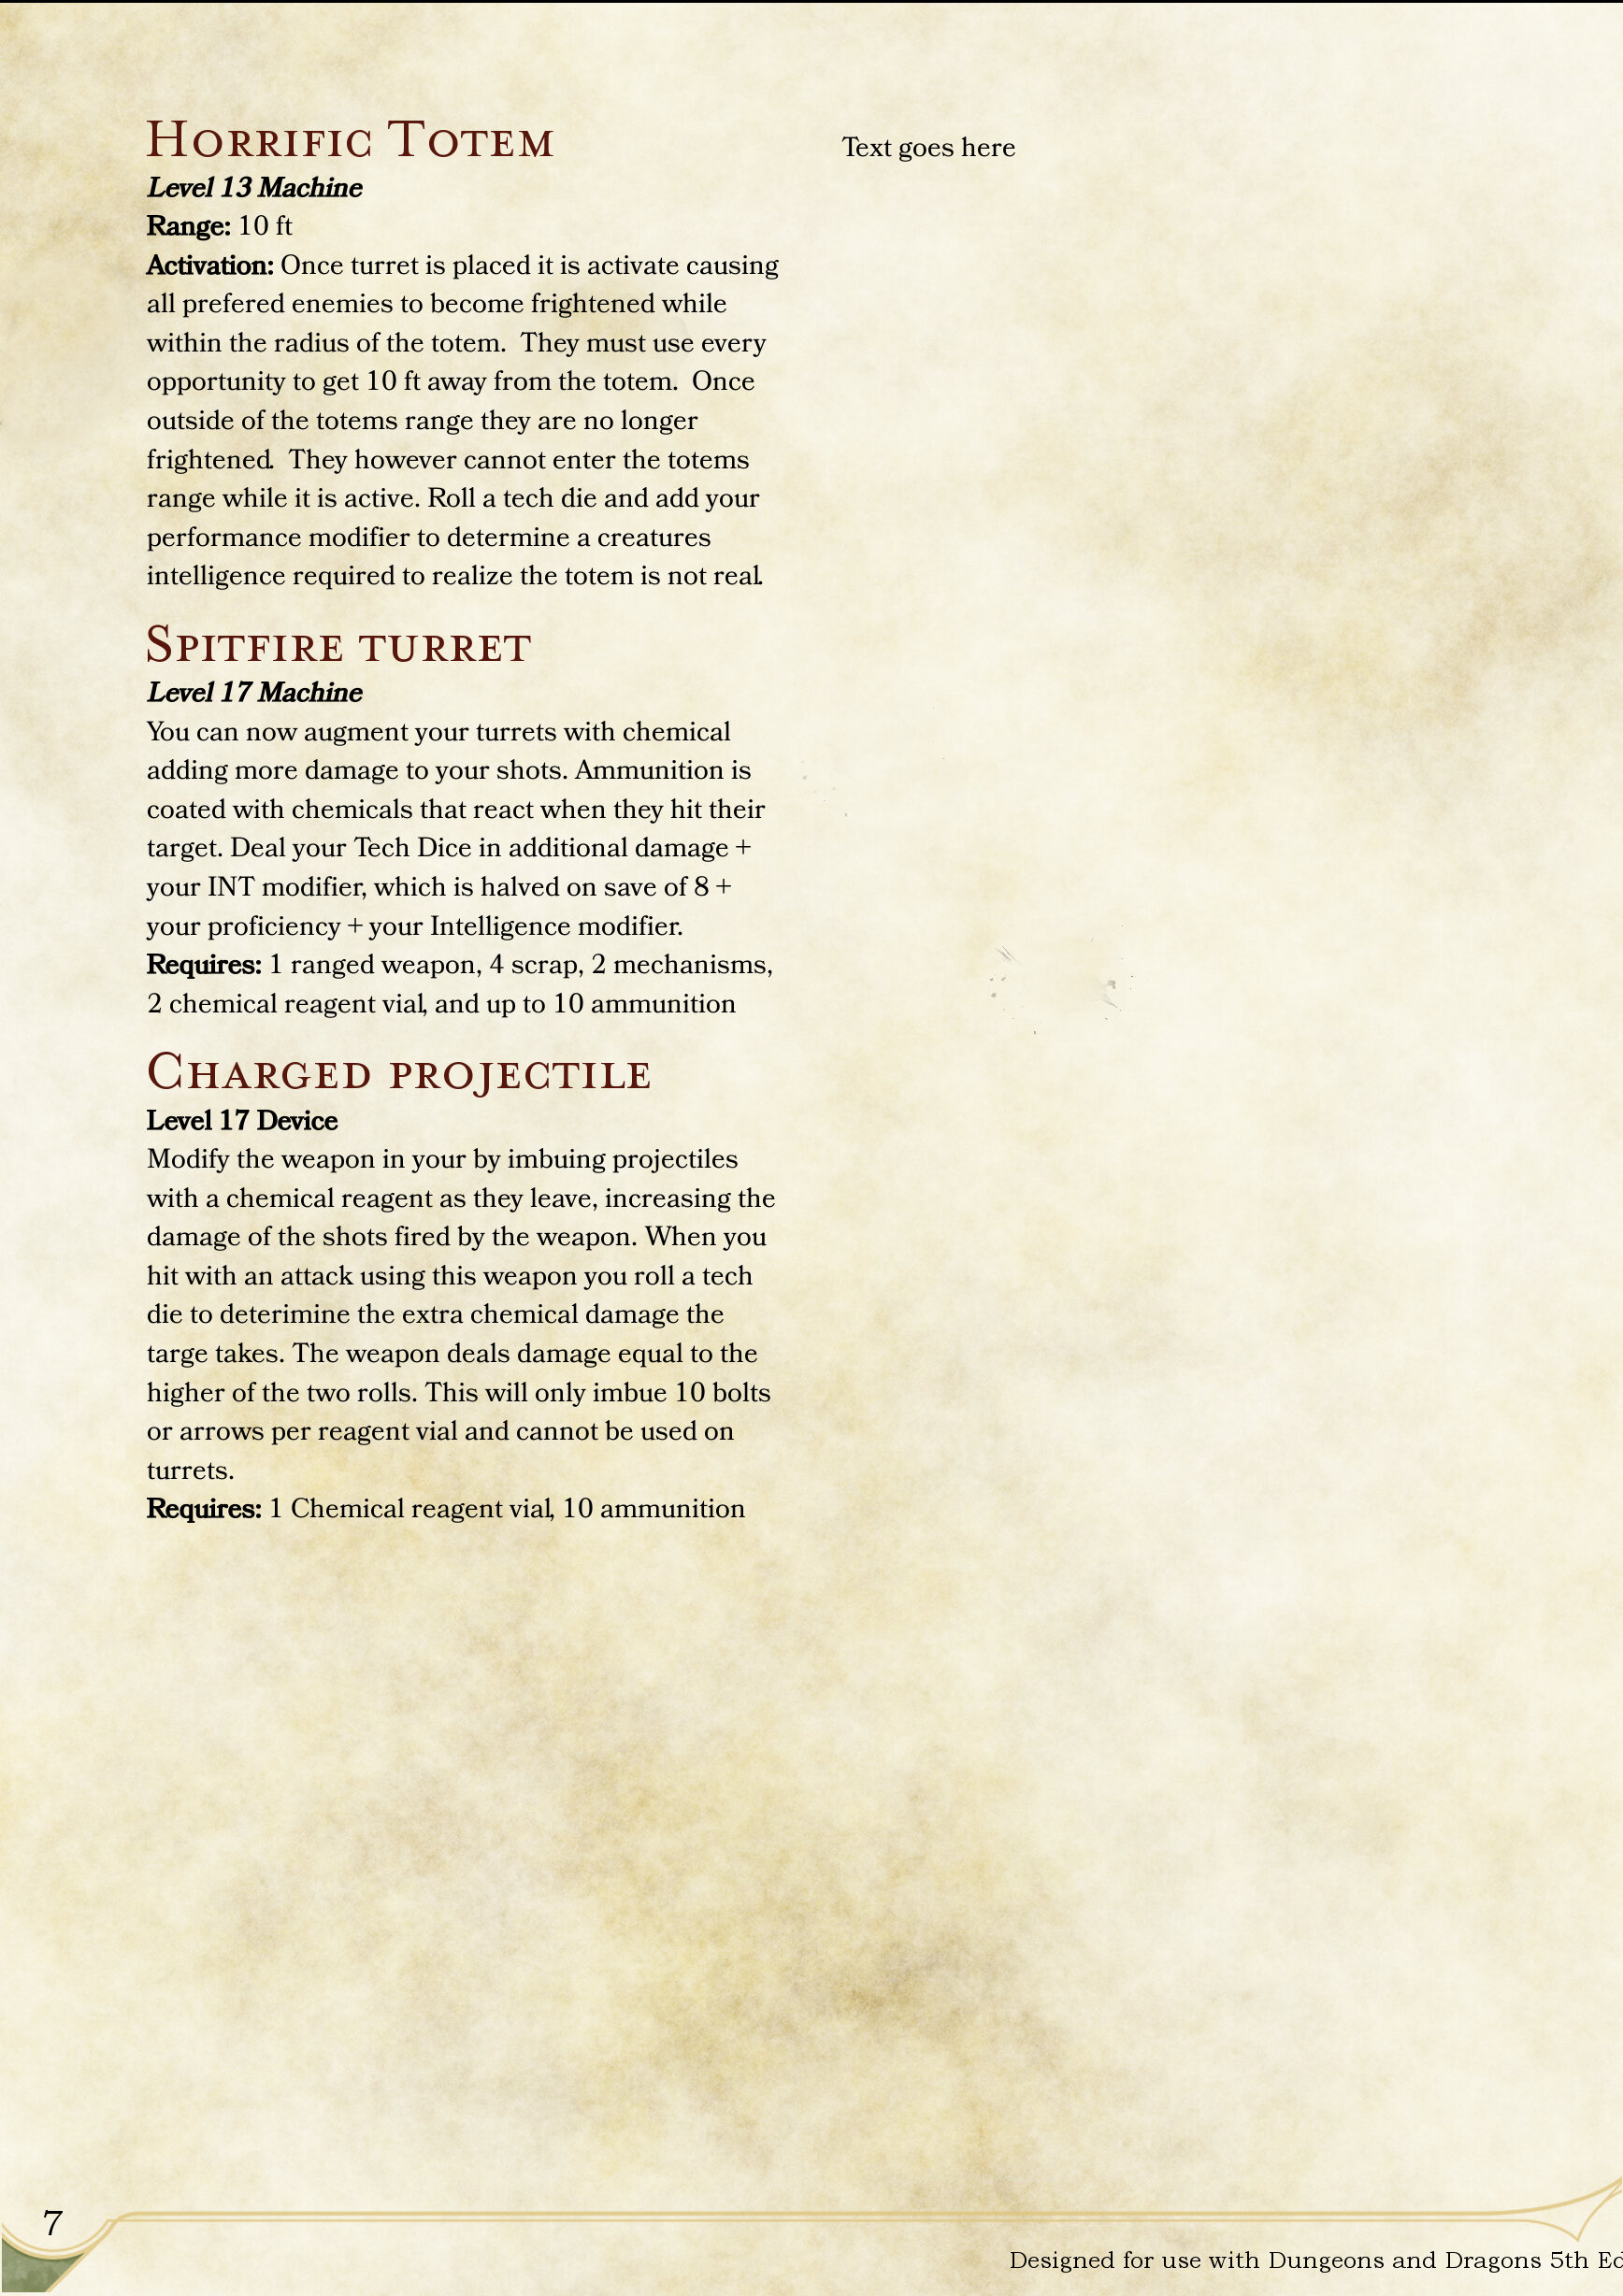 Horrific Totem
Level 13 Machine
Range: 10 ft
Activation: Once turret is placed it is activate causing
all prefered enemies to become frightened while
within the radius of the totem.  They must use every
opportunity to get 10 ft away from the totem.  Once
outside of the totems range they are no longer
frightened.  They however cannot enter the totems
range while it is active. Roll a tech die and add your
performance modifier to determine a creatures
intelligence required to realize the totem is not real.
Spitfire turret
Level 17 Machine
You can now augment your turrets with chemical
adding more damage to your shots. Ammunition is
coated with chemicals that react when they hit their
target. Deal your Tech Dice in additional damage +
your INT modifier, which is halved on save of 8 +
your proficiency + your Intelligence modifier.
Requires: 1 ranged weapon, 4 scrap, 2 mechanisms,
2 chemical reagent vial, and up to 10 ammunition
Charged projectile
Level 17 Device
Modify the weapon in your by imbuing projectiles
with a chemical reagent as they leave, increasing the
damage of the shots fired by the weapon. When you
hit with an attack using this weapon you roll a tech
die to deterimine the extra chemical damage the
targe takes. The weapon deals damage equal to the
higher of the two rolls. This will only imbue 10 bolts
or arrows per reagent vial and cannot be used on
turrets.
Requires: 1 Chemical reagent vial, 10 ammunition
Text goes here
7
Designed for use with Dungeons and Dragons 5th Ed